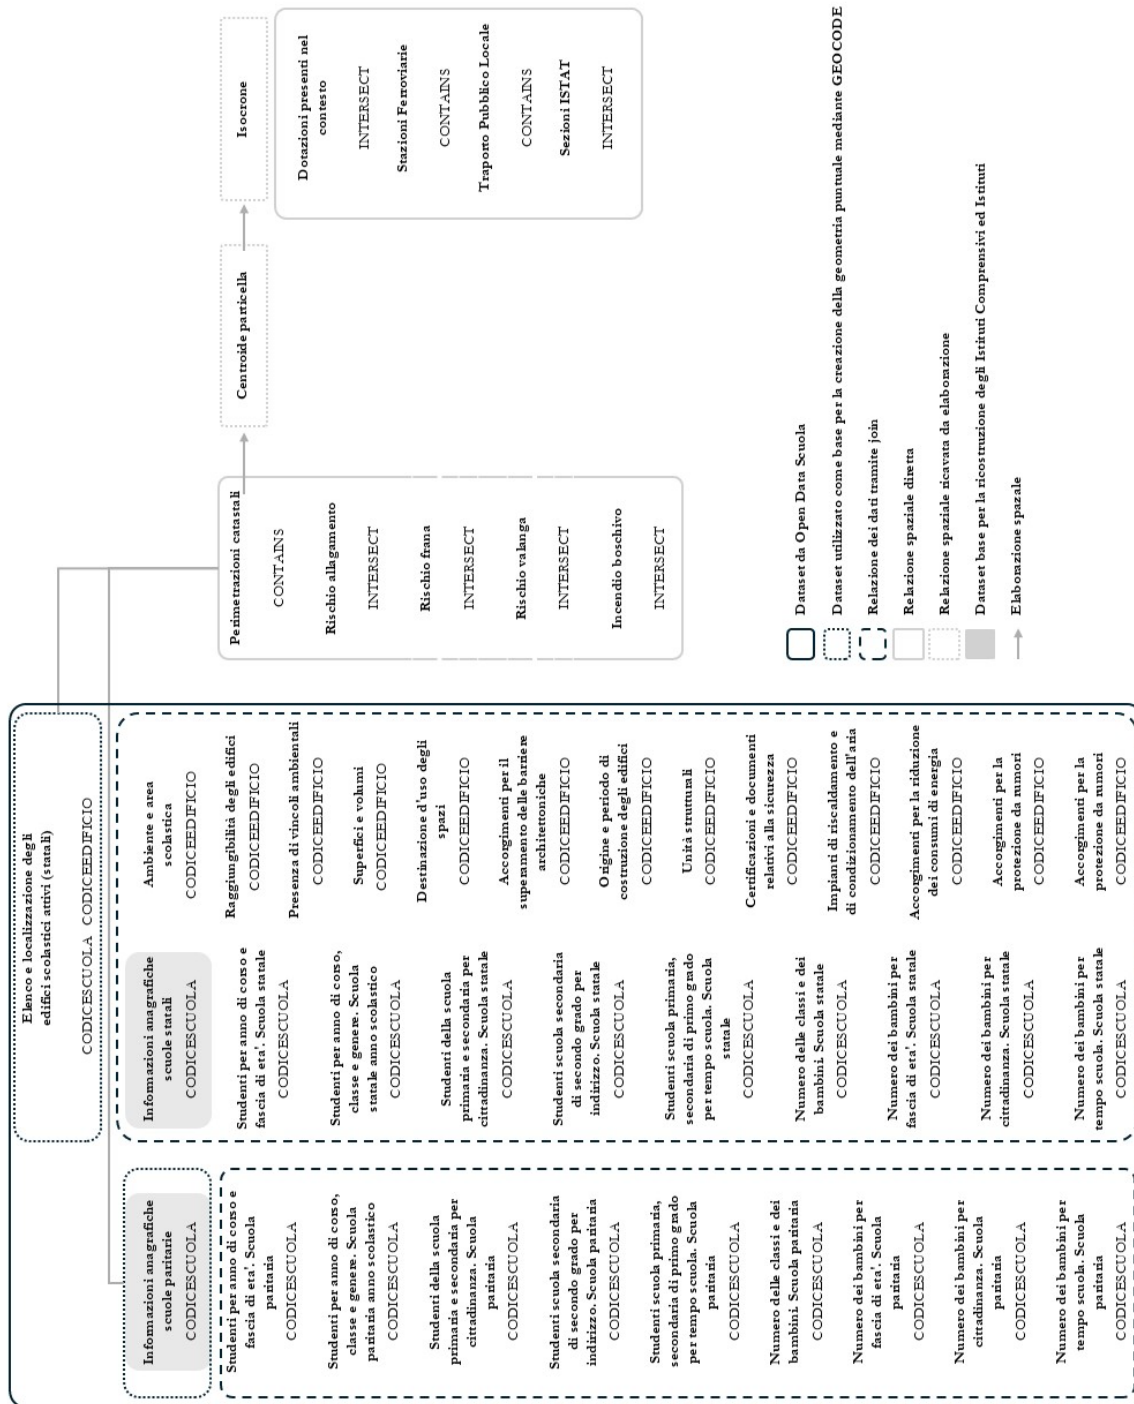 Elenco e localizzazione degli
edifici scolastici attivi (statali)
CODICESCUOLA CODICEEDIFICIO
Informazioni anagrafiche
scuole paritarie
CODICESCUOLA
Studenti per anno di corso e
fascia di eta'. Scuola
paritaria
CODICESCUOLA
Studenti per anno di corso,
classe e genere. Scuola
paritaria anno scolastico
CODICESCUOLA
Studenti della scuola
primaria e secondaria per
cittadinanza. Scuola
paritaria
CODICESCUOLA
Studenti scuola secondaria
di secondo grado per
indirizzo. Scuola paritaria
CODICESCUOLA
Studenti scuola primaria,
secondaria di primo grado
per tempo scuola. Scuola
paritaria
CODICESCUOLA
Numero delle classi e dei
bambini. Scuola paritaria
CODICESCUOLA
Numero dei bambini per
fascia di eta'. Scuola
paritaria
CODICESCUOLA
Numero dei bambini per
cittadinanza. Scuola
paritaria
CODICESCUOLA
Numero dei bambini per
tempo scuola. Scuola
paritaria
CODICESCUOLA
Informazioni anagrafiche
scuole statali
CODICESCUOLA
Studenti per anno di corso e
fascia di eta'. Scuola statale
CODICESCUOLA
Studenti per anno di corso,
classe e genere. Scuola
statale anno scolastico
CODICESCUOLA
Studenti della scuola
primaria e secondaria per
cittadinanza. Scuola statale
CODICESCUOLA
Studenti scuola secondaria
di secondo grado per
indirizzo. Scuola statale
CODICESCUOLA
Studenti scuola primaria,
secondaria di primo grado
per tempo scuola. Scuola
statale
CODICESCUOLA
Numero delle classi e dei
bambini. Scuola statale
CODICESCUOLA
Numero dei bambini per
fascia di eta'. Scuola statale
CODICESCUOLA
Numero dei bambini per
cittadinanza. Scuola statale
CODICESCUOLA
Numero dei bambini per
tempo scuola. Scuola statale
CODICESCUOLA
Ambiente e area
scolastica
CODICEEDIFICIO
Raggiungibilità degli edifici
CODICEEDIFICIO
Presenza di vincoli ambientali
CODICEEDIFICIO
Superfici e volumi
CODICEEDIFICIO
Destinazione d'uso degli
spazi
CODICEEDIFICIO
Accorgimenti per il
superamento delle barriere
architettoniche
CODICEEDIFICIO
Origine e periodo di
costruzione degli edifici
CODICEEDIFICIO
Unità strutturali
CODICEEDIFICIO
Certificazioni e documenti
relativi alla sicurezza
CODICEEDIFICIO
Impianti di riscaldamento e
di condizionamento dell'aria
CODICEEDIFICIO
Accorgimenti per la riduzione
dei consumi di energia
CODICEEDIFICIO
Accorgimenti per la
protezione da rumori
CODICEEDIFICIO
Accorgimenti per la
protezione da rumori
CODICEEDIFICIO
Perimetrazioni catastali
CONTAINS
Rischio allagamento
INTERSECT
Rischio frana
INTERSECT
Rischio valanga
INTERSECT
Incendio boschivo
INTERSECT
Centroide particella
Isocrone
Dotazioni presenti nel
contesto
INTERSECT
Stazioni Ferroviarie
CONTAINS
Traporto Pubblico Locale
CONTAINS
Sezioni ISTAT
INTERSECT
Dataset da Open Data Scuola
Dataset utilizzato come base per la creazione della geometria puntuale mediante GEOCODE
Relazione dei dati tramite join
Relazione spaziale diretta
Relazione spaziale ricavata da elaborazione
Dataset base per la ricostruzione degli Istituti Comprensivi ed Istituti
Elaborazione spazale